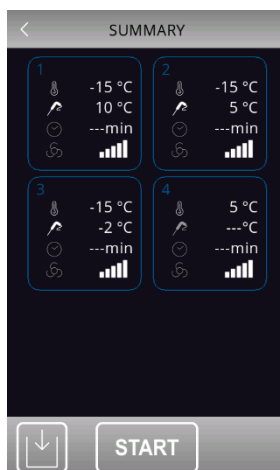 SUMMARY
1
-15 °C
10 °C
---min
2
-15 °C
5 °C
---min
3
-15 °C
-2 °C
---min
4
5 °C
---°C
---min
START